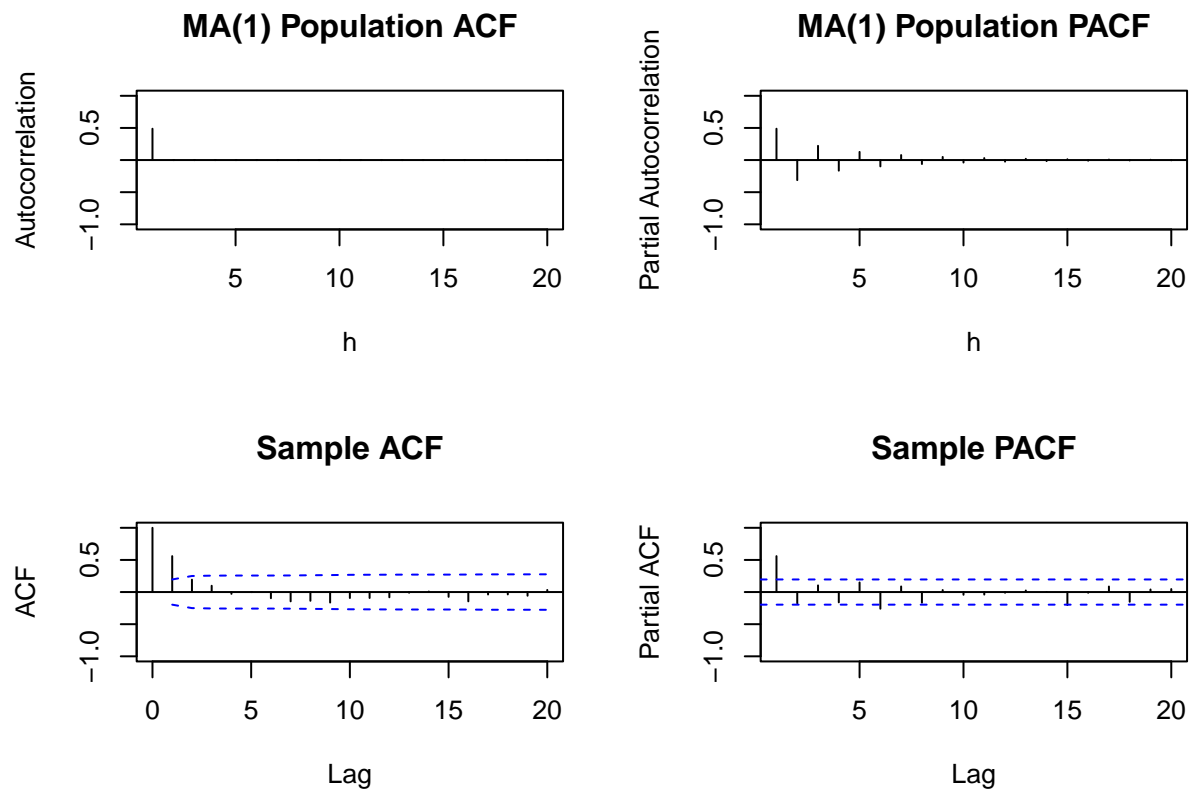 MA(1) Population ACF
Autocorrelation
0.5
−1.0
5 10 15 20
h
MA(1) Population PACF
Partial Autocorrelation
0.5
−1.0
5 10 15 20
h
Sample ACF
ACF
0.5
−1.0
0 5 10 15 20
Lag
Sample PACF
Partial ACF
0.5
−1.0
5 10 15 20
Lag